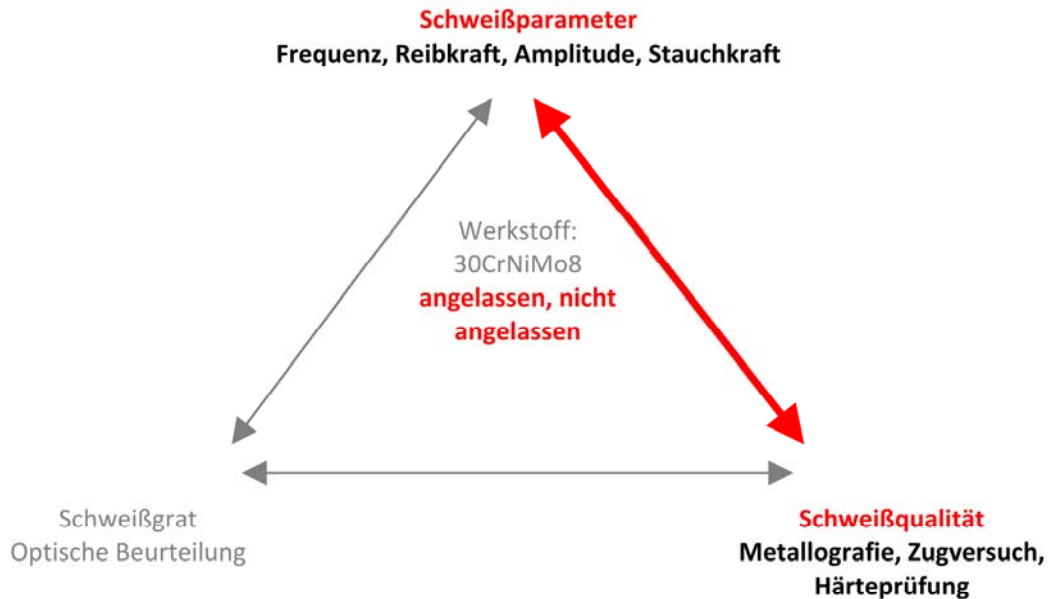 Schweißparameter
Frequenz, Reibkraft, Amplitude, Stauchkraft
Werkstoff:
30CrNiMo8
angelassen, nicht
angelassen
Schweißgrat
Optische Beurteilung
Schweißqualität
Metallografie, Zugversuch,
Härteprüfung